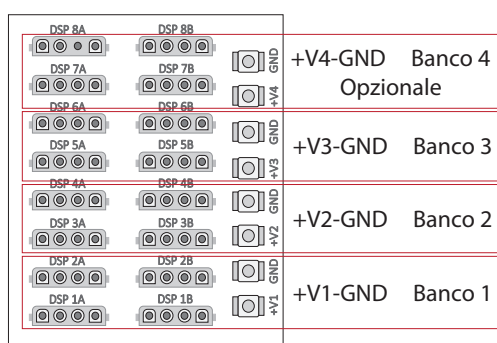 DSP 8A DSP 8B
GND
+V4-GND Banco 4
DSP 7A DSP 7B
Opzionale
+V4
DSP 6A DSP 6B
GND
+V3-GND Banco 3
DSP 5A DSP 5B
+V3
DSP 4A DSP 4B
GND
+V2-GND Banco 2
DSP 3A DSP 3B
+V2
DSP 2A DSP 2B
GND
+V1-GND Banco 1
DSP 1A DSP 1B
+V1